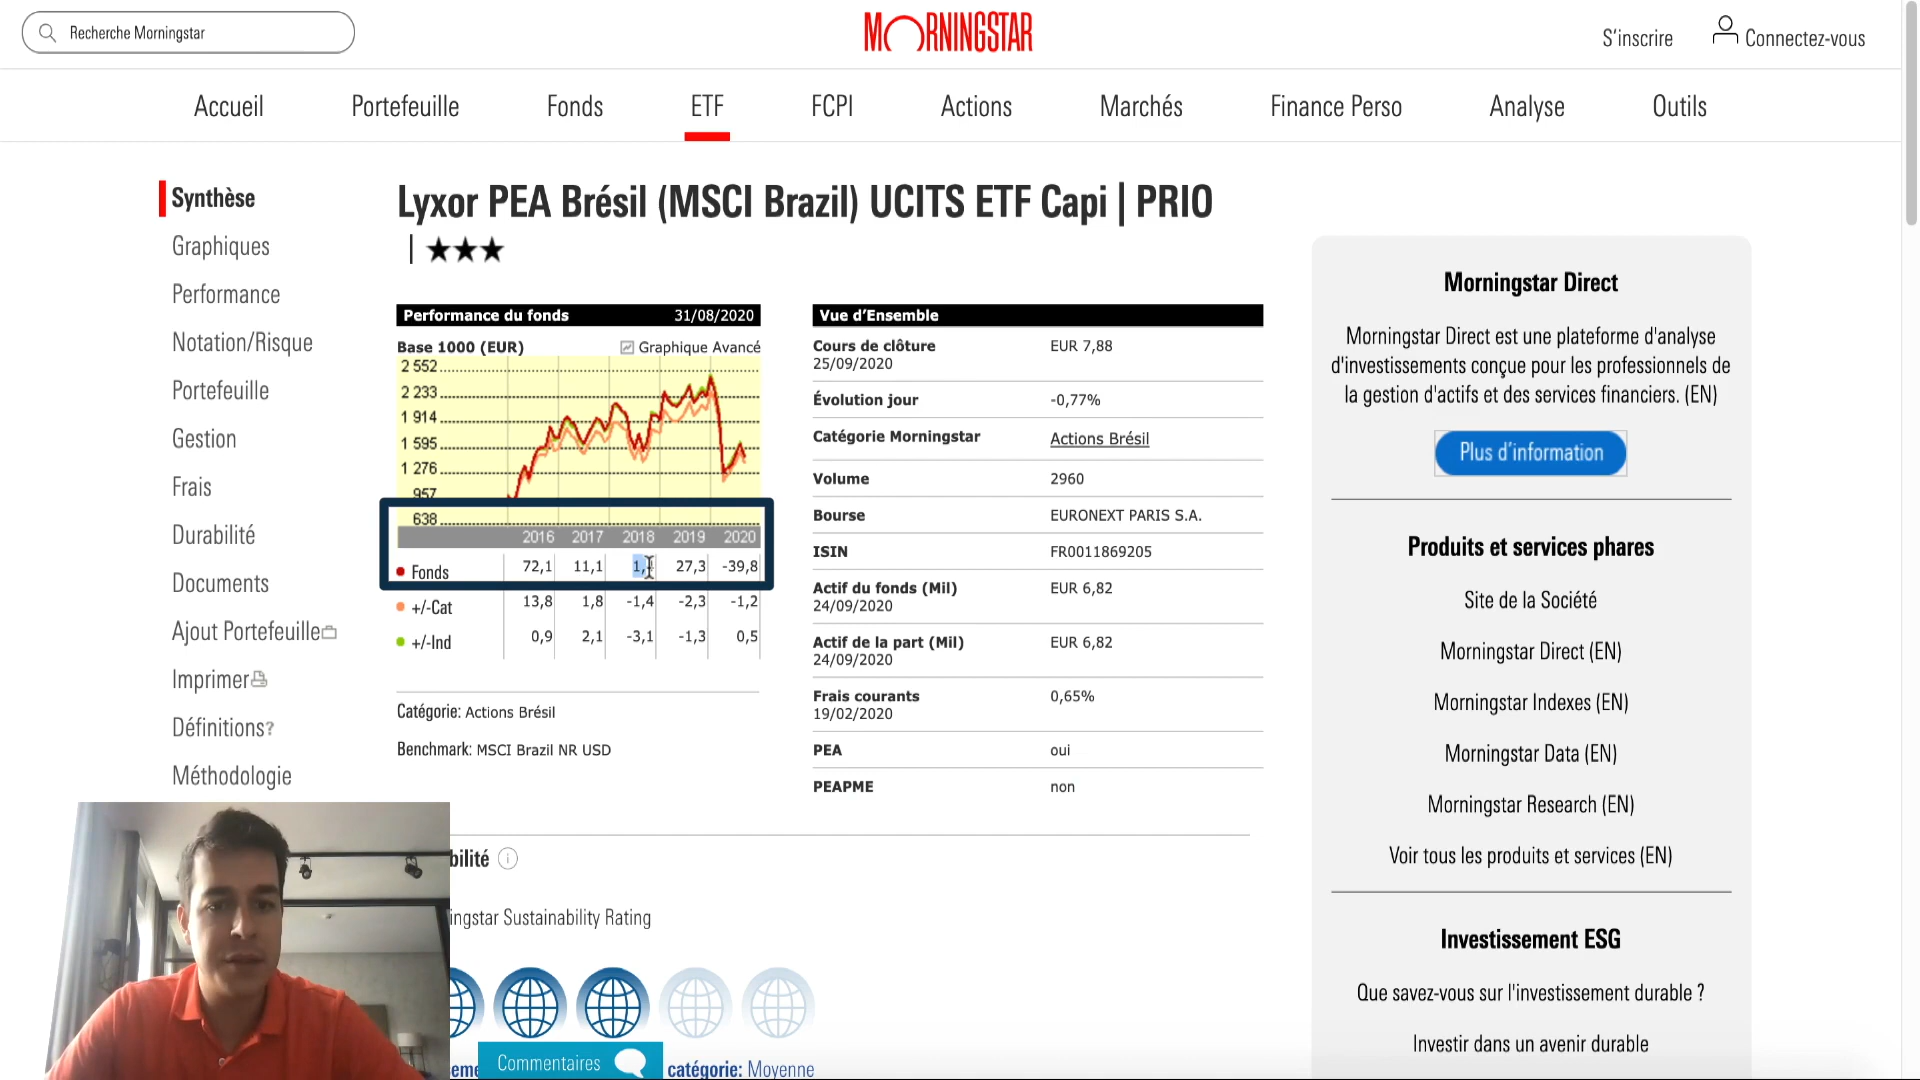 Recherche Morningstar
MORNINGSTAR
S'inscrire
Connectez-vous
Accueil
Portefeuille
Fonds
ETF
FCPI
Actions
Marchés
Finance Perso
Analyse
Outils
Synthèse
Graphiques
Performance
Notation/Risque
Portefeuille
Gestion
Frais
Durabilité
Documents
Ajout Portefeuille
Imprimer
Définitions?
Méthodologie
Lyxor PEA Brésil (MSCI Brazil) UCITS ETF Capi | PRIO
| ★★★
Performance du fonds 31/08/2020
Base 1000 (EUR) Graphique Avancé
2 552
2 233
1 914
1 595
1 276
957
638
2016 2017 2018 2019 2020
Fonds 72,1 11,1 1, 27,3 -39,8
+/-Cat 13,8 1,8 -1,4 -2,3 -1,2
+/-Ind 0,9 2,1 -3,1 -1,3 0,5
Catégorie: Actions Brésil
Benchmark: MSCI Brazil NR USD
Vue d'Ensemble
Cours de clôture EUR 7,88
25/09/2020
Évolution jour -0,77%
Catégorie Morningstar Actions Brésil
Volume 2960
Bourse EURONEXT PARIS S.A.
ISIN FR0011869205
Actif du fonds (Mil) EUR 6,82
24/09/2020
Actif de la part (Mil) EUR 6,82
24/09/2020
Frais courants 0,65%
19/02/2020
PEA oui
PEAPME non
bilité
ingstar Sustainability Rating
Commentaires
catégorie: Moyenne
Morningstar Direct
Morningstar Direct est une plateforme d'analyse
d'investissements conçue pour les professionnels de
la gestion d'actifs et des services financiers. (EN)
Plus d'information
Produits et services phares
Site de la Société
Morningstar Direct (EN)
Morningstar Indexes (EN)
Morningstar Data (EN)
Morningstar Research (EN)
Voir tous les produits et services (EN)
Investissement ESG
Que savez-vous sur l'investissement durable ?
Investir dans un avenir durable